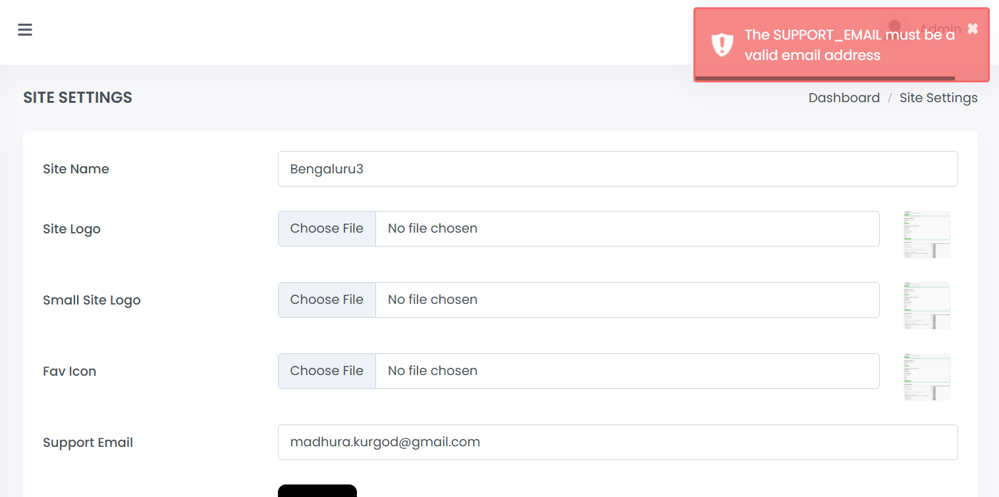 Admin
The SUPPORT_EMAIL must be a
valid email address
SITE SETTINGS
Dashboard / Site Settings
Site Name
Bengaluru3
Site Logo
Choose File No file chosen
Small Site Logo
Choose File No file chosen
Fav Icon
Choose File No file chosen
Support Email
madhura.kurgod@gmail.com